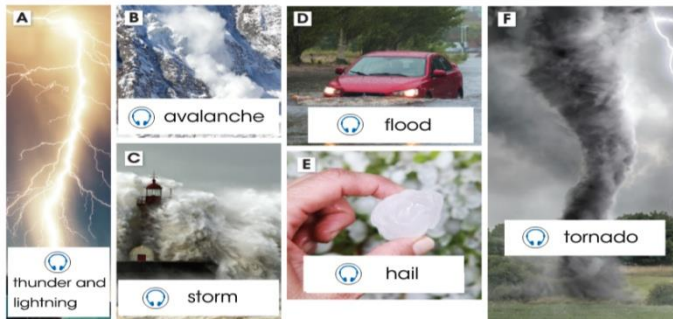 A
thunder and
lightning
B
avalanche
C
storm
D
flood
E
hail
F
tornado